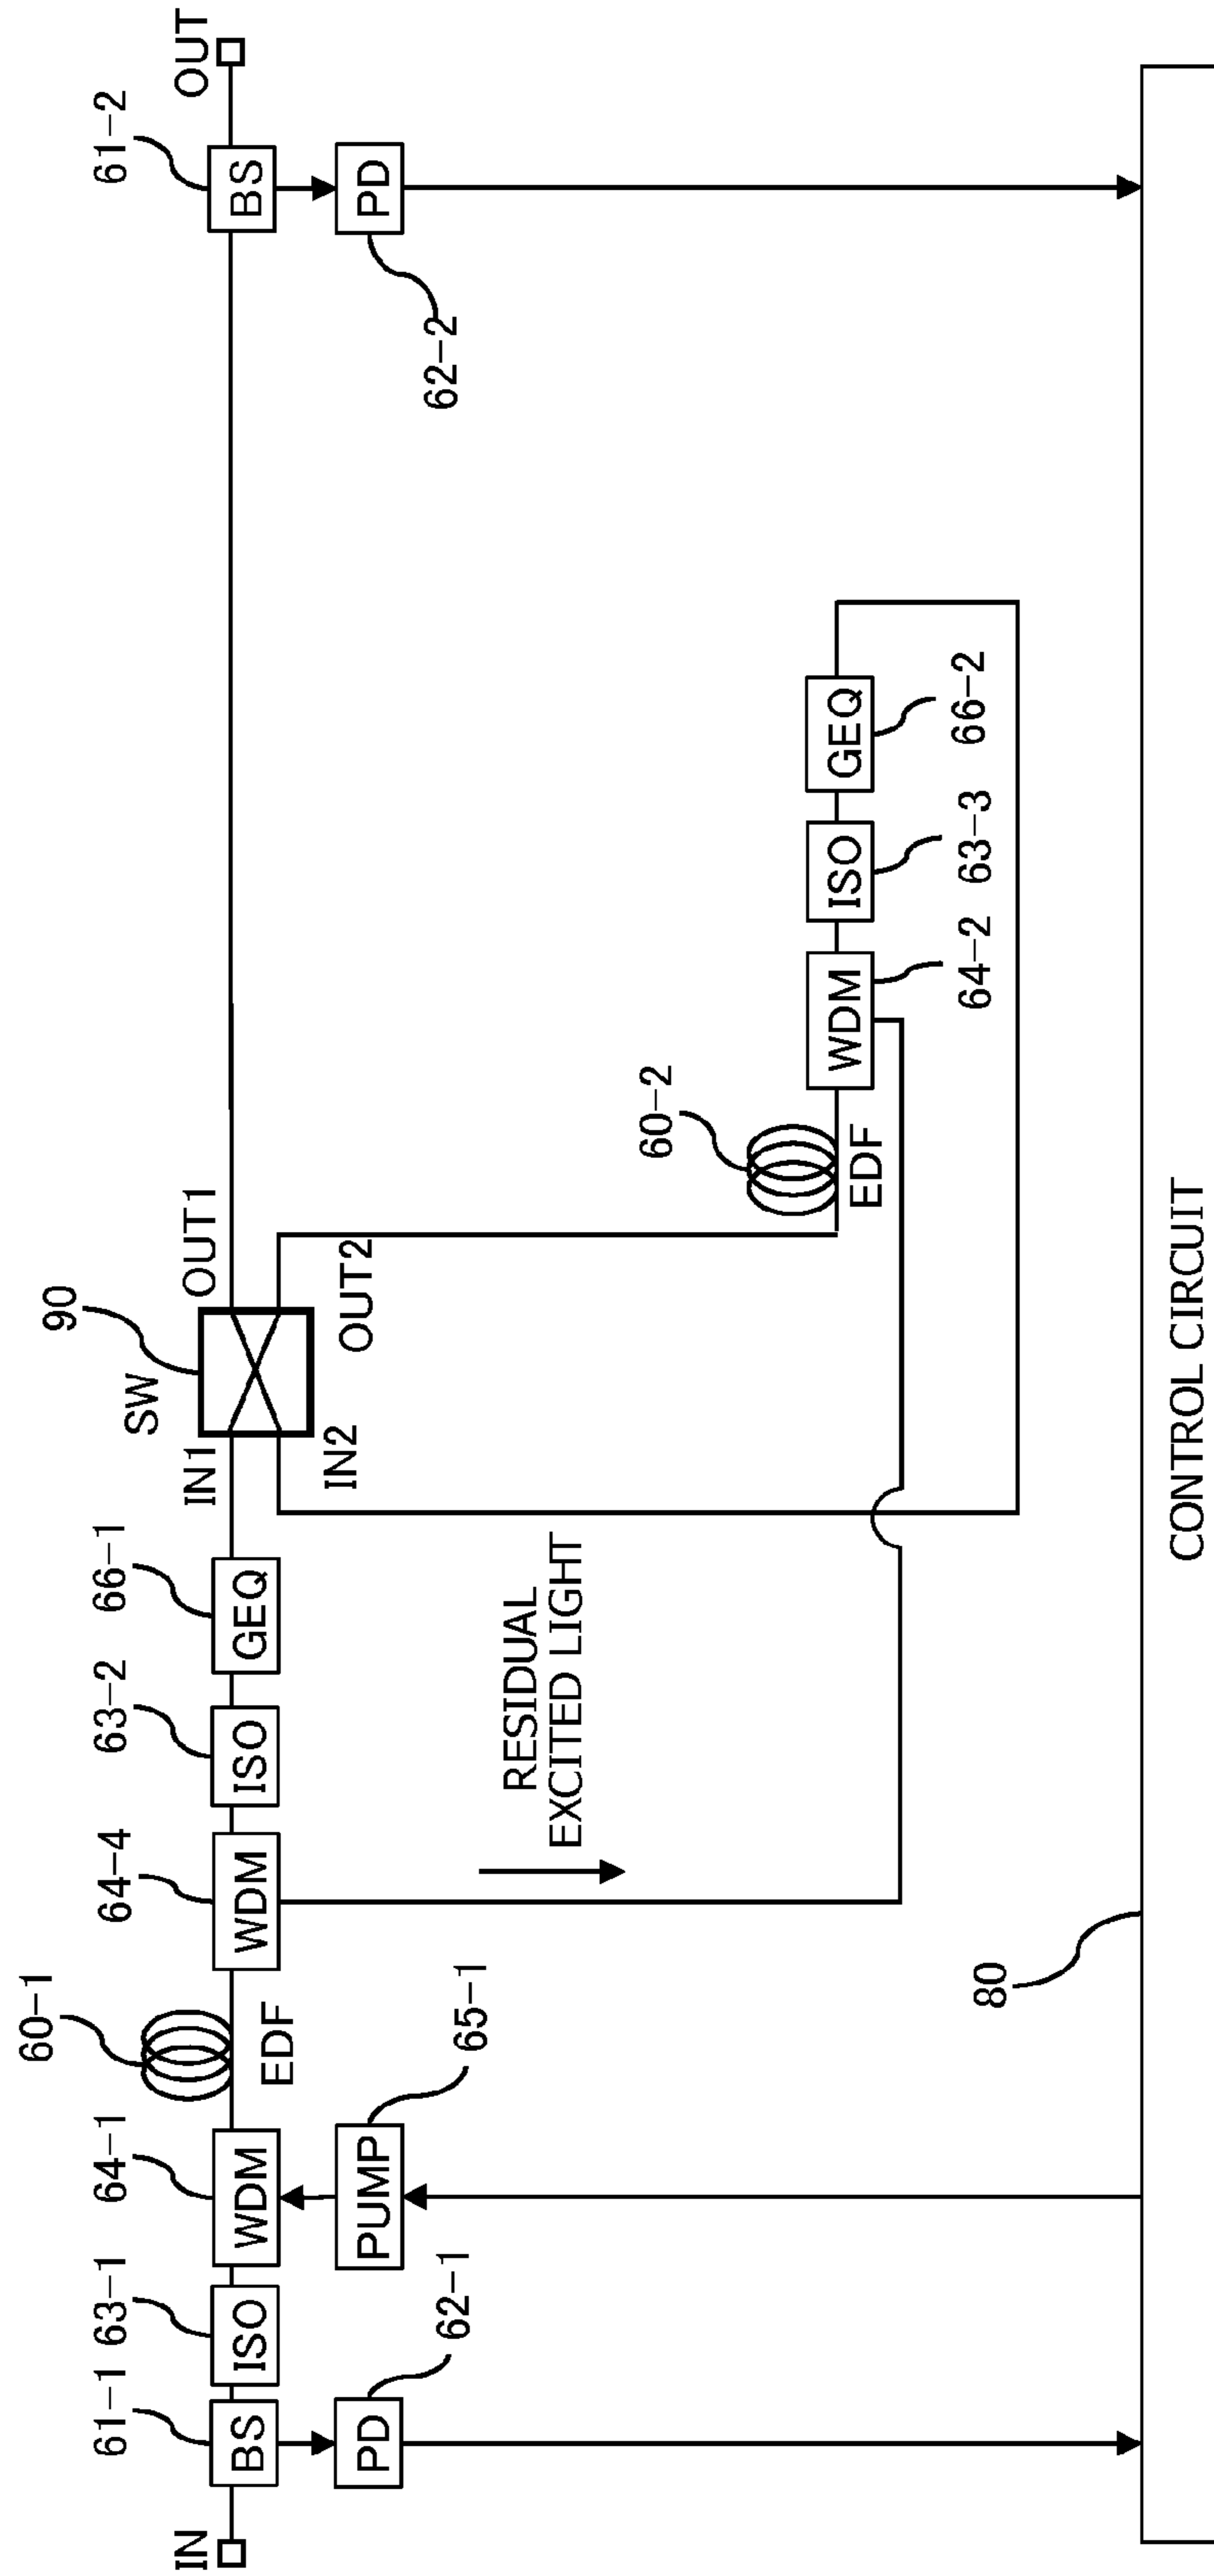 IN
BS
61-1
ISO
63-1
WDM
64-1
EDF
60-1
WDM
64-4
ISO
63-2
GEQ
66-1
IN1
SW
90
IN2
OUT1
OUT2
BS
61-2
OUT
PD
62-1
PUMP
65-1
PD
62-2
RESIDUAL
EXCITED LIGHT
60-2
EDF
WDM
64-2
ISO
63-3
GEQ
66-2
80
CONTROL CIRCUIT